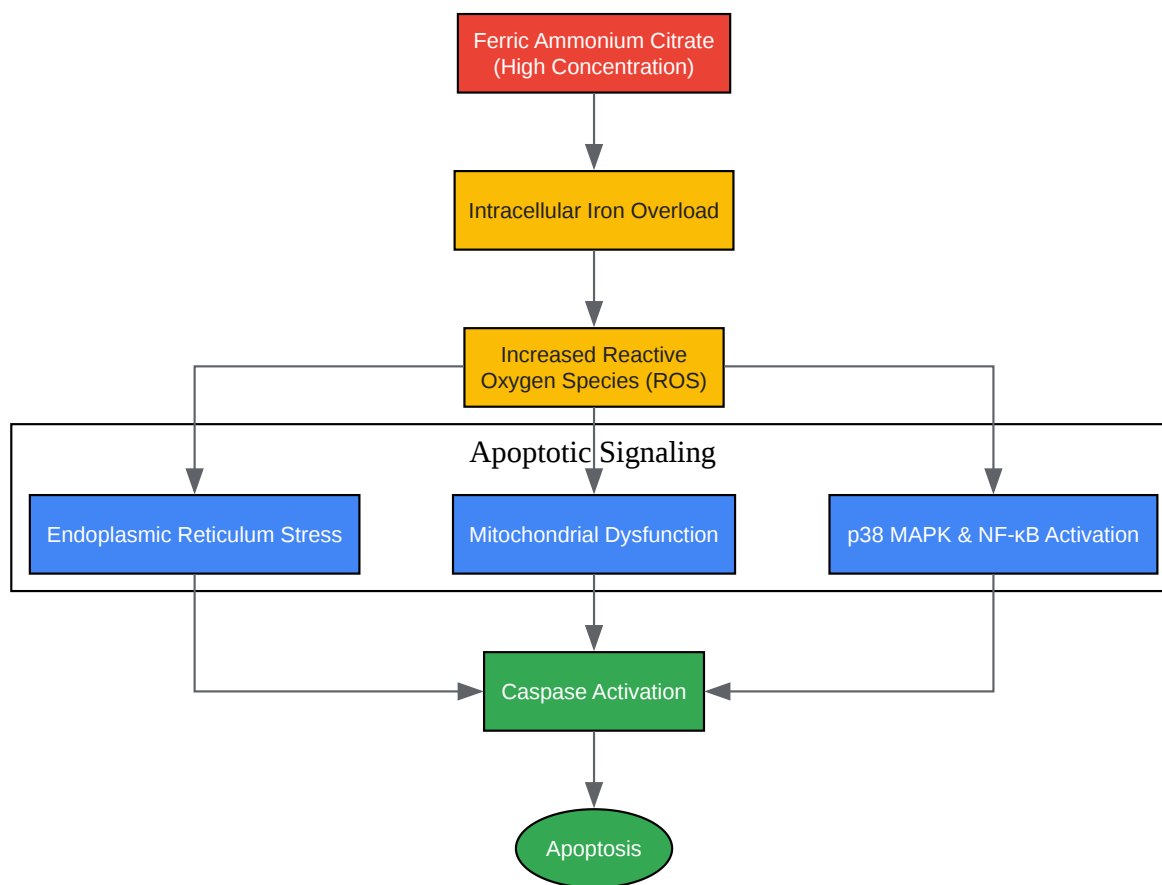 Ferric Ammonium Citrate
(High Concentration)
Intracellular Iron Overload
Increased Reactive
Oxygen Species (ROS)
Apoptotic Signaling
Endoplasmic Reticulum Stress
Mitochondrial Dysfunction
p38 MAPK & NF-κB Activation
Caspase Activation
Apoptosis